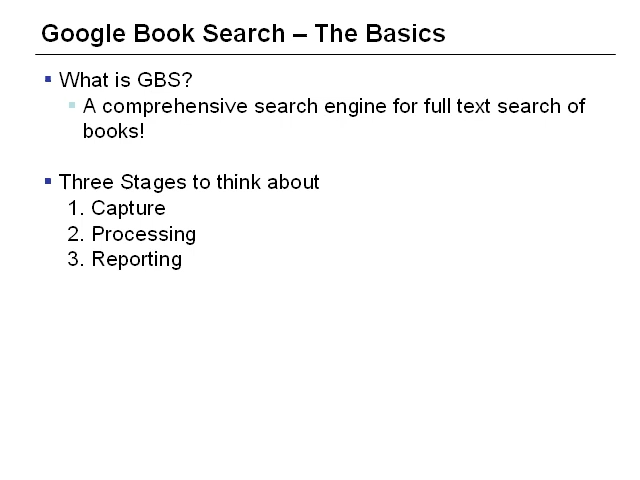 Google Book Search – The Basics
What is GBS?
A comprehensive search engine for full text search of
books!
Three Stages to think about
1. Capture
2. Processing
3. Reporting